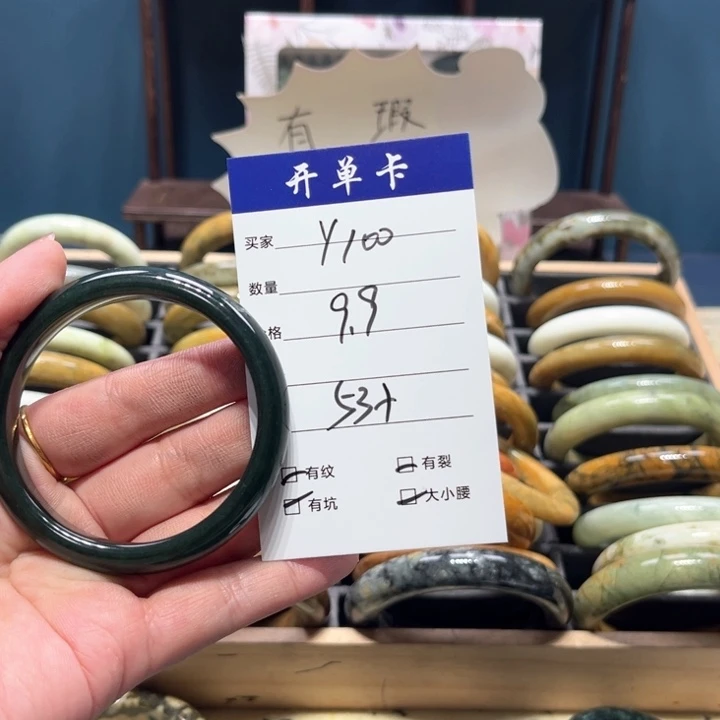 有 瑕
开单卡
买家 Y100
数量 9.9
格
53+
有纹 有裂
有坑 大小腰